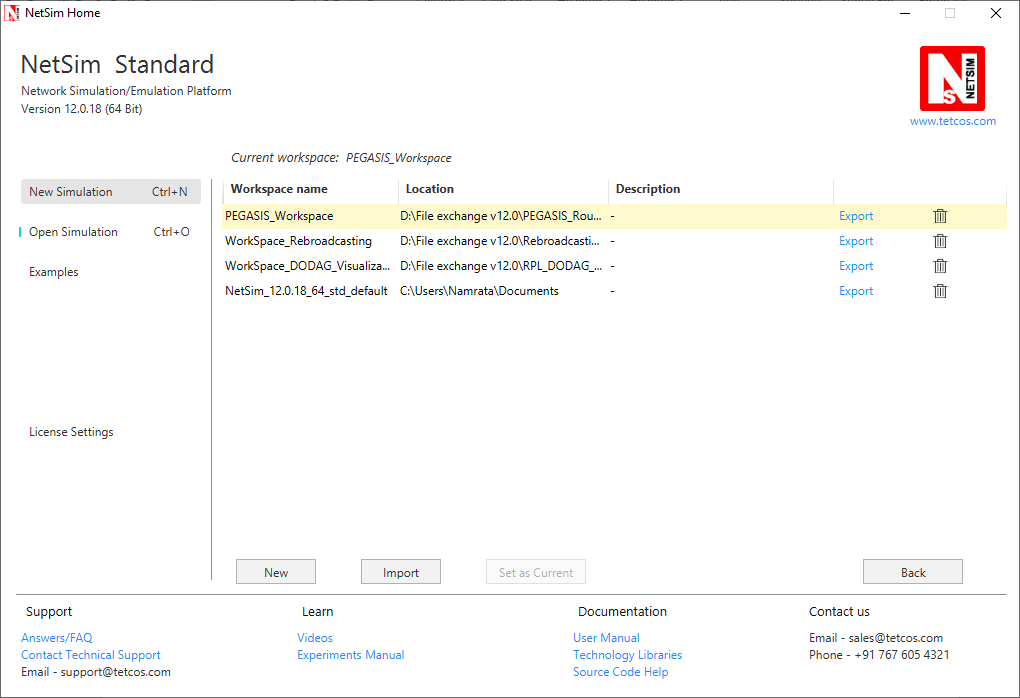 NetSim Home
NetSim Standard
Network Simulation/Emulation Platform
Version 12.0.18 (64 Bit)
NS NETSIM
www.tetcos.com
Current workspace: PEGASIS_Workspace
New Simulation Ctrl+N
Open Simulation Ctrl+O
Examples
License Settings
Workspace name Location Description
PEGASIS_Workspace D:\File exchange v12.0\PEGASIS_Rou... - Export
WorkSpace_Rebroadcasting D:\File exchange v12.0\Rebroadcasti... - Export
WorkSpace_DODAG_Visualiza... D:\File exchange v12.0\RPL_DODAG_... - Export
NetSim_12.0.18_64_std_default C:\Users\Namrata\Documents - Export
New Import Set as Current Back
Support
Answers/FAQ
Contact Technical Support
Email - support@tetcos.com
Learn
Videos
Experiments Manual
Documentation
User Manual
Technology Libraries
Source Code Help
Contact us
Email - sales@tetcos.com
Phone - +91 767 605 4321